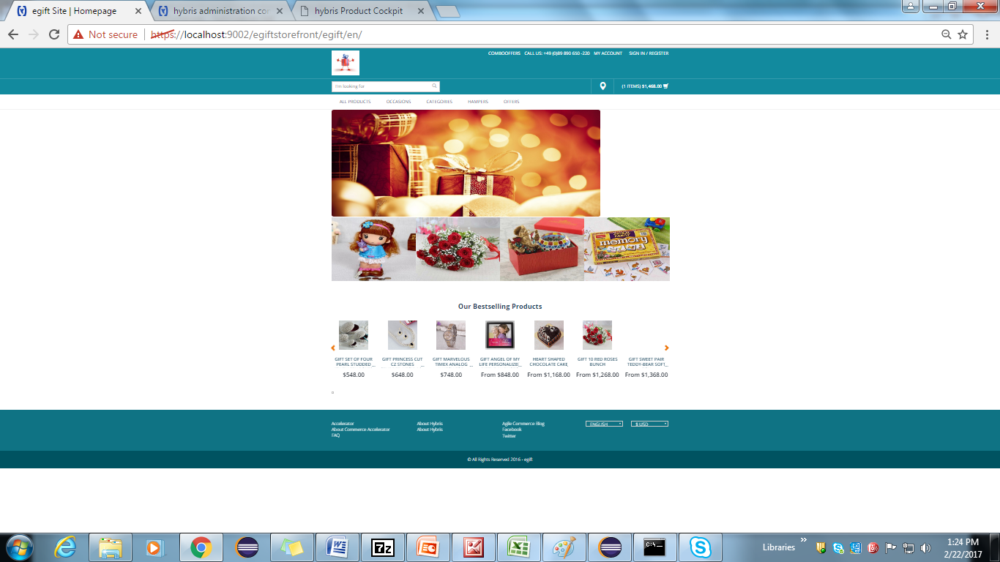 egift Site | Homepage
hybris administration con
hybris Product Cockpit
Not secure
https://localhost:9002/egiftstorefront/egift/en/
COMBOOFFERS CALL US: +49 (0)89 890 650 -220 MY ACCOUNT SIGN IN / REGISTER
I'm looking for
(1 ITEMS) $1,468.00
ALL PRODUCTS OCCASIONS CATEGORIES HAMPERS OFFERS
memory
Our Bestselling Products
GIFT SET OF FOUR
PEARL STUDDED ...
$548.00
GIFT PRINCESS CUT
CZ STONES ...
$648.00
GIFT MARVELOUS
TIMEX ANALOG ...
$748.00
GIFT ANGEL OF MY
LIFE PERSONALIZE...
From $848.00
HEART SHAPED
CHOCOLATE CAKE
From $1,168.00
GIFT 10 RED ROSES
BUNCH
From $1,268.00
GIFT SWEET PAIR
TEDDY-BEAR SOFT...
From $1,368.00
Accelerator
About Commerce Accelerator
FAQ
About Hybris
About Hybris
Agile Commerce Blog
Facebook
Twitter
ENGLISH
$ USD
© All Rights Reserved 2016 - egift
7z
C:\_
Libraries
1:24 PM
2/22/2017